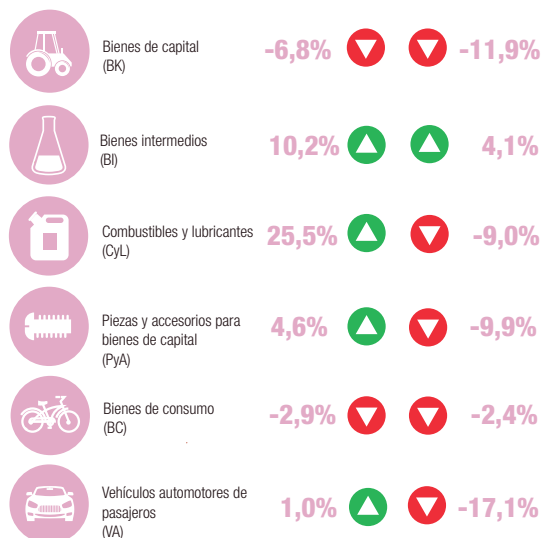 Bienes de capital
(BK)
-6,8% -11,9%
Bienes intermedios
(BI)
10,2% 4,1%
Combustibles y lubricantes
(CyL)
25,5% -9,0%
Piezas y accesorios para
bienes de capital
(PyA)
4,6% -9,9%
Bienes de consumo
(BC)
-2,9% -2,4%
Vehículos automotores de
pasajeros
(VA)
1,0% -17,1%